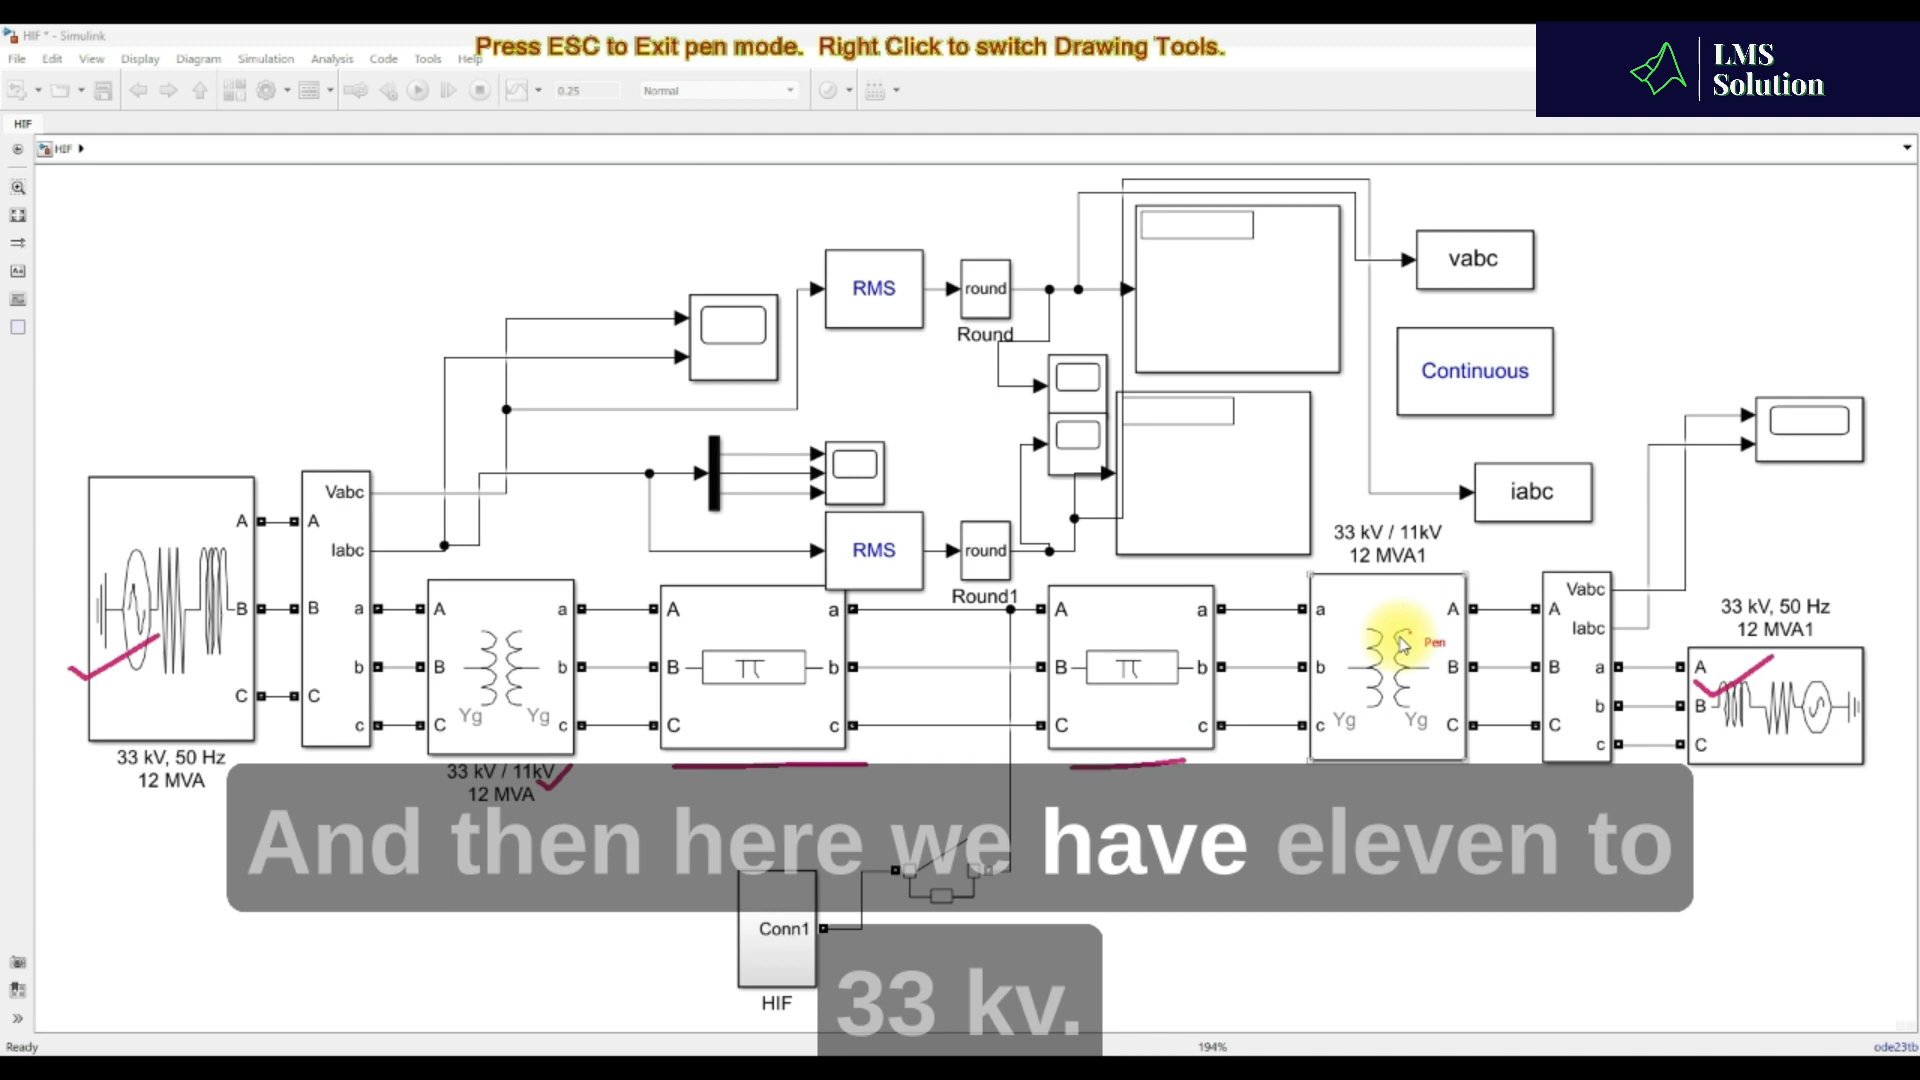 HIF * - Simulink
Press ESC to Exit pen mode. Right Click to switch Drawing Tools.
LMS
Solution
File Edit View Display Diagram Simulation Analysis Code Tools Help
0.25
Normal
HIF
HIF
RMS
round
Round
vabc
Continuous
Vabc
Iabc
A
B
C
A
B
C
a
b
c
RMS
round
Round1
iabc
33 kV / 11kV
12 MVA1
Vabc
Iabc
33 kV, 50 Hz
12 MVA1
A
B
C
a
b
c
Yg
Yg
A
B
C
a
b
c
π
A
B
C
a
b
c
π
a
b
c
A
B
C
Yg
Yg
Pen
A
B
C
a
b
c
A
B
C
33 kV, 50 Hz
12 MVA
33 kV / 11kV
12 MVA
And then here we have eleven to
33 kv.
Conn1
HIF
Ready
194%
ode23tb